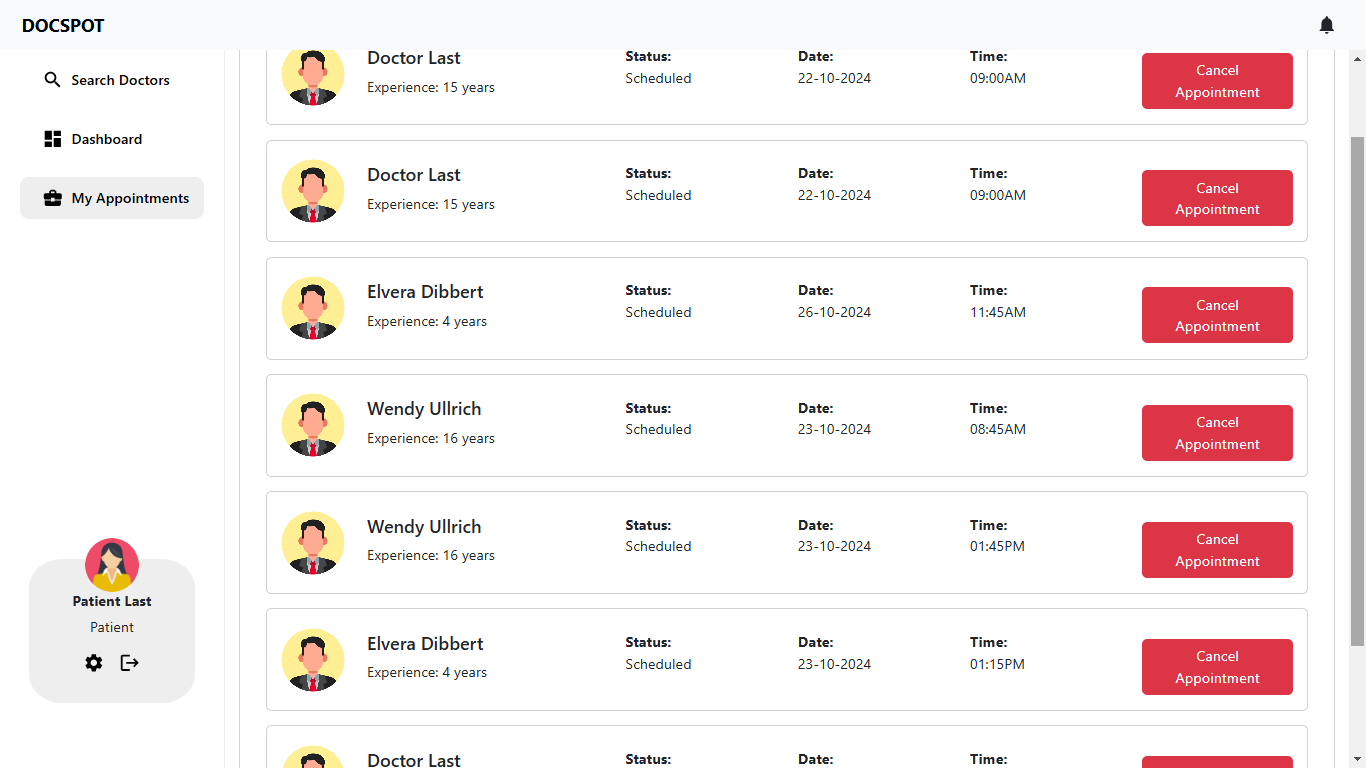 DOCSPOT
Search Doctors
Dashboard
My Appointments
Patient Last
Patient
Doctor Last
Experience: 15 years
Status:
Scheduled
Date:
22-10-2024
Time:
09:00AM
Cancel
Appointment
Doctor Last
Experience: 15 years
Status:
Scheduled
Date:
22-10-2024
Time:
09:00AM
Cancel
Appointment
Elvera Dibbert
Experience: 4 years
Status:
Scheduled
Date:
26-10-2024
Time:
11:45AM
Cancel
Appointment
Wendy Ullrich
Experience: 16 years
Status:
Scheduled
Date:
23-10-2024
Time:
08:45AM
Cancel
Appointment
Wendy Ullrich
Experience: 16 years
Status:
Scheduled
Date:
23-10-2024
Time:
01:45PM
Cancel
Appointment
Elvera Dibbert
Experience: 4 years
Status:
Scheduled
Date:
23-10-2024
Time:
01:15PM
Cancel
Appointment
Doctor Last
Status:
Date:
Time: